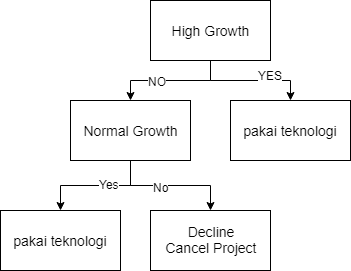 High Growth
NO
YES
Normal Growth
pakai teknologi
Yes
No
pakai teknologi
Decline
Cancel Project